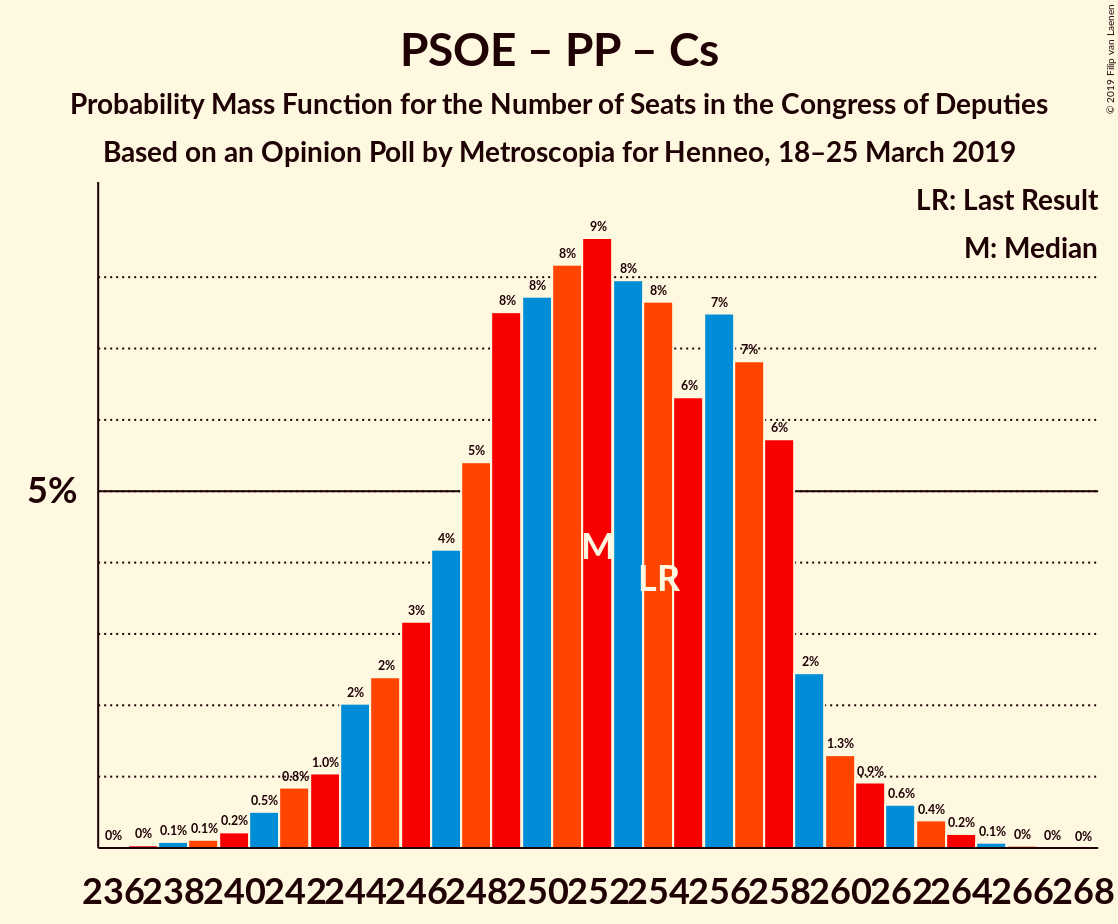 PSOE – PP – Cs
Probability Mass Function for the Number of Seats in the Congress of Deputies
Based on an Opinion Poll by Metroscopia for Henneo, 18–25 March 2019
© 2019 Filip van Laenen
LR: Last Result
M: Median
5%
0% 0% 0.1% 0.1% 0.2% 0.5% 0.8% 1.0% 2% 2% 3% 4% 5% 8% 8% 8% 9% 8% 8% 6% 7% 7% 6% 2% 1.3% 0.9% 0.6% 0.4% 0.2% 0.1% 0% 0% 0%
M
LR
236 238 240 242 244 246 248 250 252 254 256 258 260 262 264 266 268